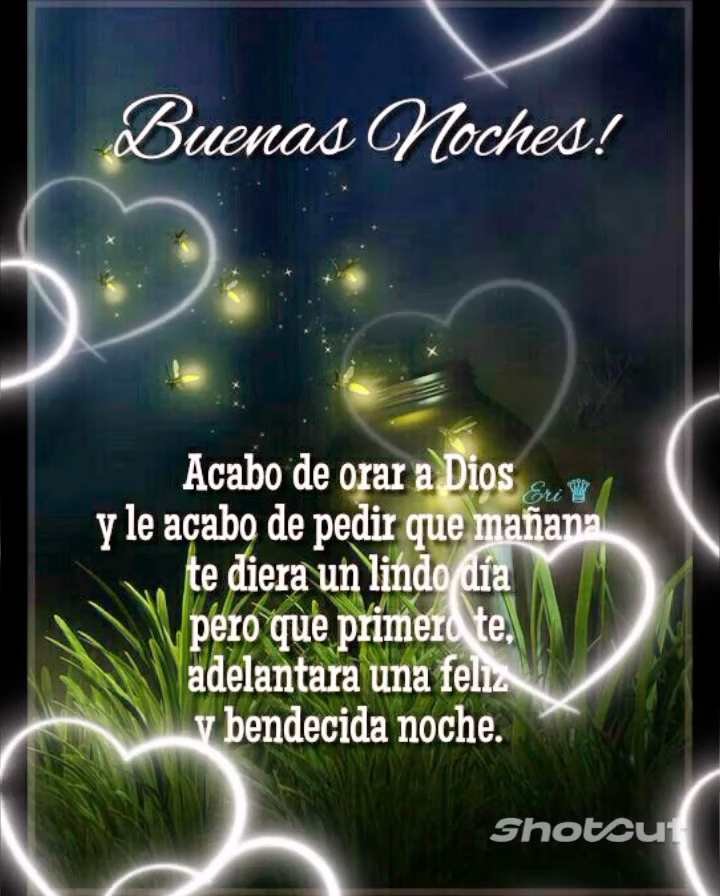 Buenas Noches!
Acabo de orar a Dios
Eri
y le acabo de pedir que mañana
te diera un lindo día
pero que primero te,
adelantara una feliz
y bendecida noche.
ShotCut